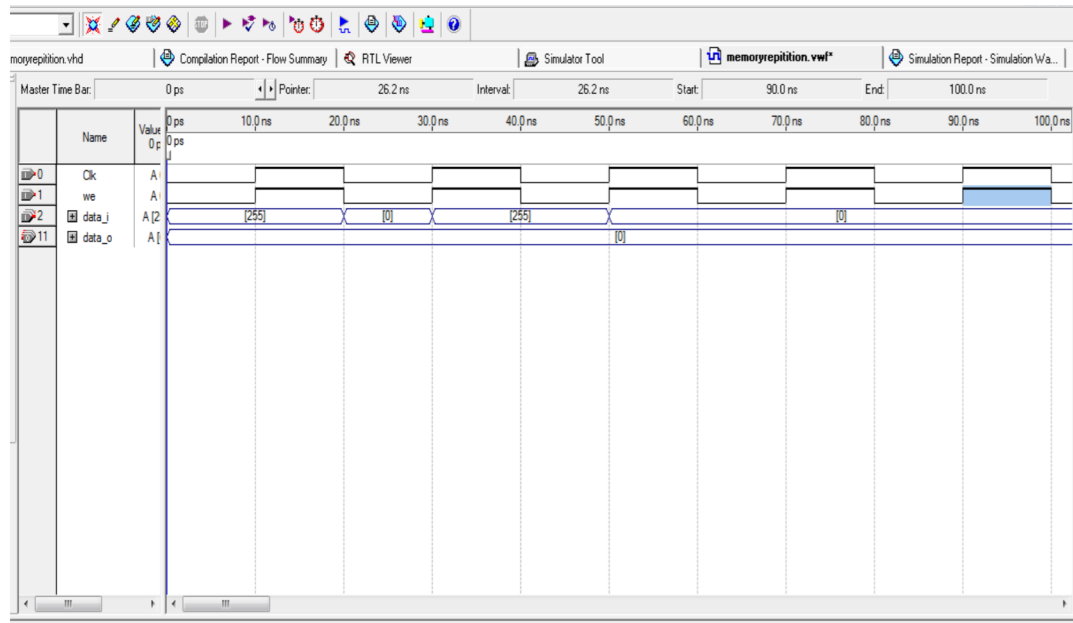 STOP
moryrepitition.vhd Compilation Report - Flow Summary RTL Viewer Simulator Tool memoryrepitition.vwf* Simulation Report - Simulation Wa...
Master Time Bar: 0 ps Pointer: 26.2 ns Interval: 26.2 ns Start: 90.0 ns End: 100.0 ns
Name
Value
0 p
0 ps 10.0 ns 20.0 ns 30.0 ns 40.0 ns 50.0 ns 60.0 ns 70.0 ns 80.0 ns 90.0 ns 100.0 ns
0 ps
0 Clk A
1 we A
2 data_i A [2 [255] [0] [255] [0]
11 data_o A [ [0]